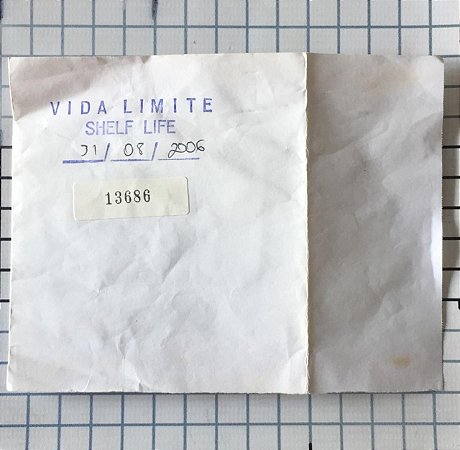 VIDA LIMITE
SHELF LIFE
31/08/2006
13686